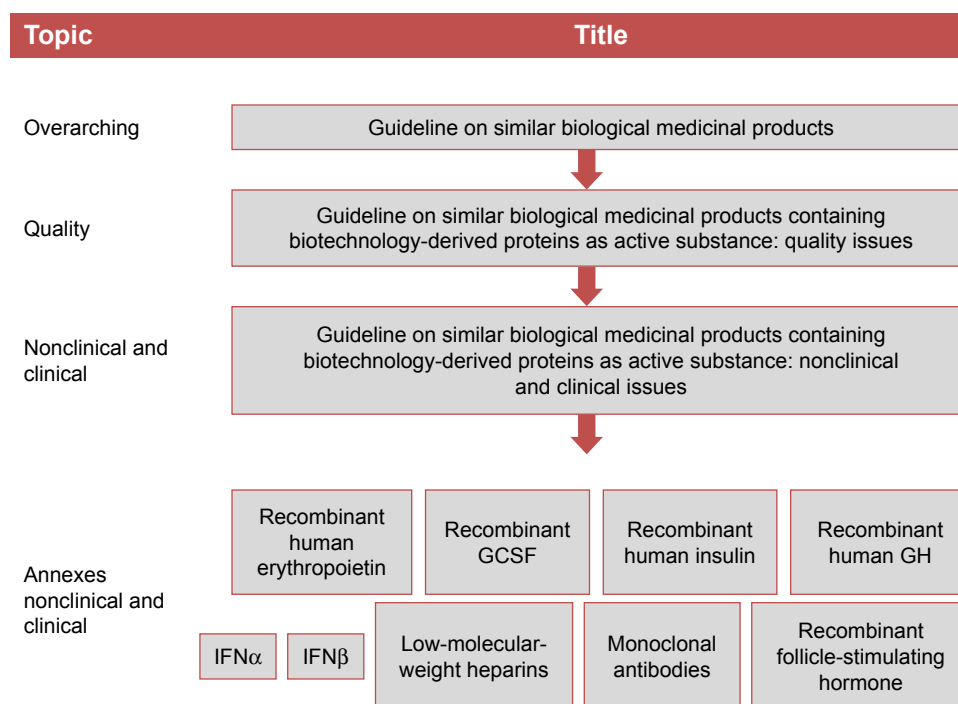 Topic Title
Overarching
Guideline on similar biological medicinal products
Quality
Guideline on similar biological medicinal products containing
biotechnology-derived proteins as active substance: quality issues
Nonclinical and
clinical
Guideline on similar biological medicinal products containing
biotechnology-derived proteins as active substance: nonclinical
and clinical issues
Annexes
nonclinical and
clinical
Recombinant
human
erythropoietin
Recombinant
GCSF
Recombinant
human insulin
Recombinant
human GH
IFNα
IFNβ
Low-molecular-
weight heparins
Monoclonal
antibodies
Recombinant
follicle-stimulating
hormone